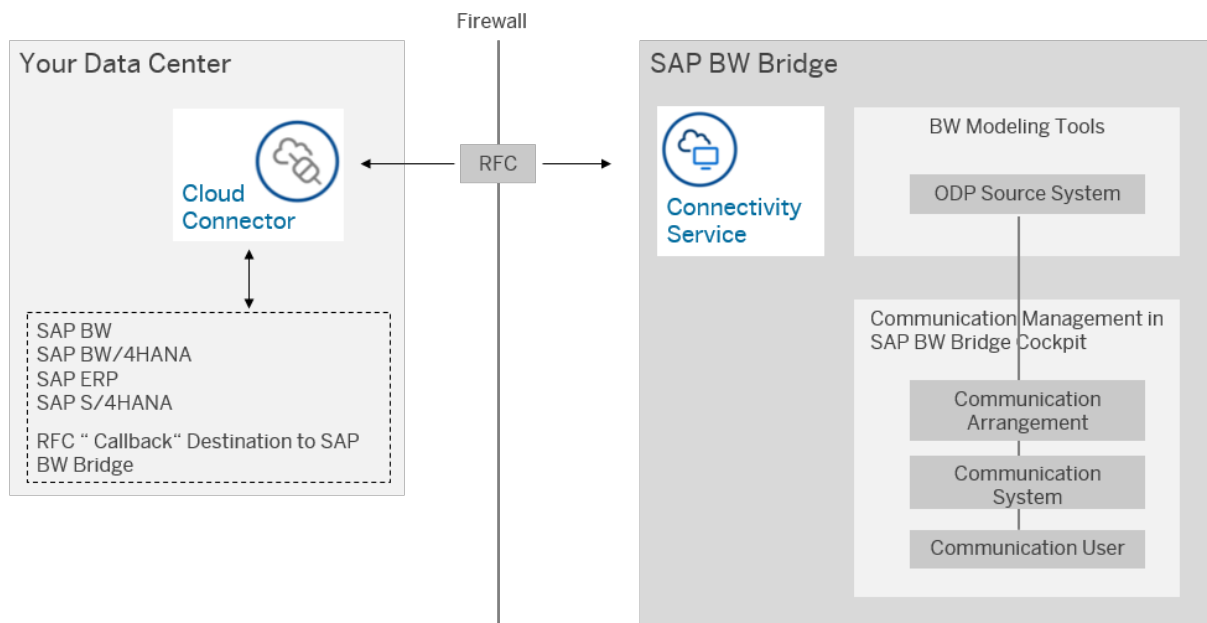 Firewall
Your Data Center
Cloud
Connector
SAP BW
SAP BW/4HANA
SAP ERP
SAP S/4HANA
RFC “ Callback“ Destination to SAP
BW Bridge
RFC
SAP BW Bridge
Connectivity
Service
BW Modeling Tools
ODP Source System
Communication Management in
SAP BW Bridge Cockpit
Communication
Arrangement
Communication
System
Communication User